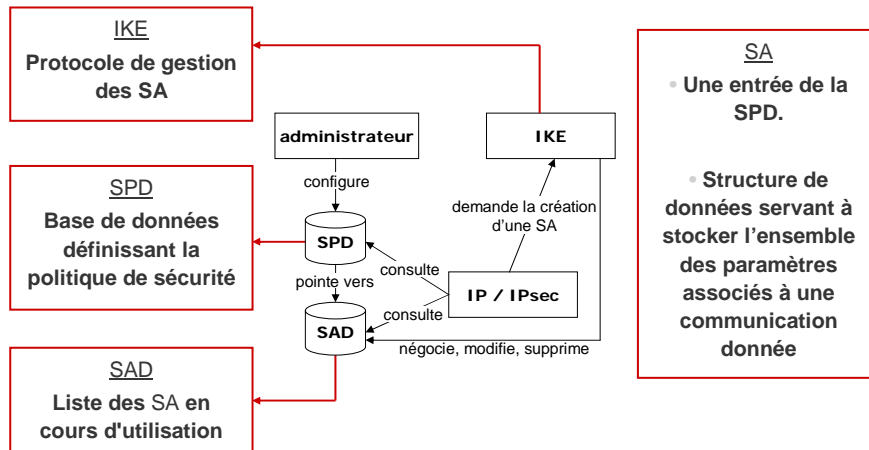 IKE
Protocole de gestion
des SA
SPD
Base de données
définissant la
politique de sécurité
SAD
Liste des SA en
cours d'utilisation
administrateur
configure
SPD
pointe vers
SAD
consulte
consulte
IKE
demande la création
d'une SA
IP / IPsec
négocie, modifie, supprime
SA
• Une entrée de la
SPD.
• Structure de
données servant à
stocker l'ensemble
des paramètres
associés à une
communication
donnée